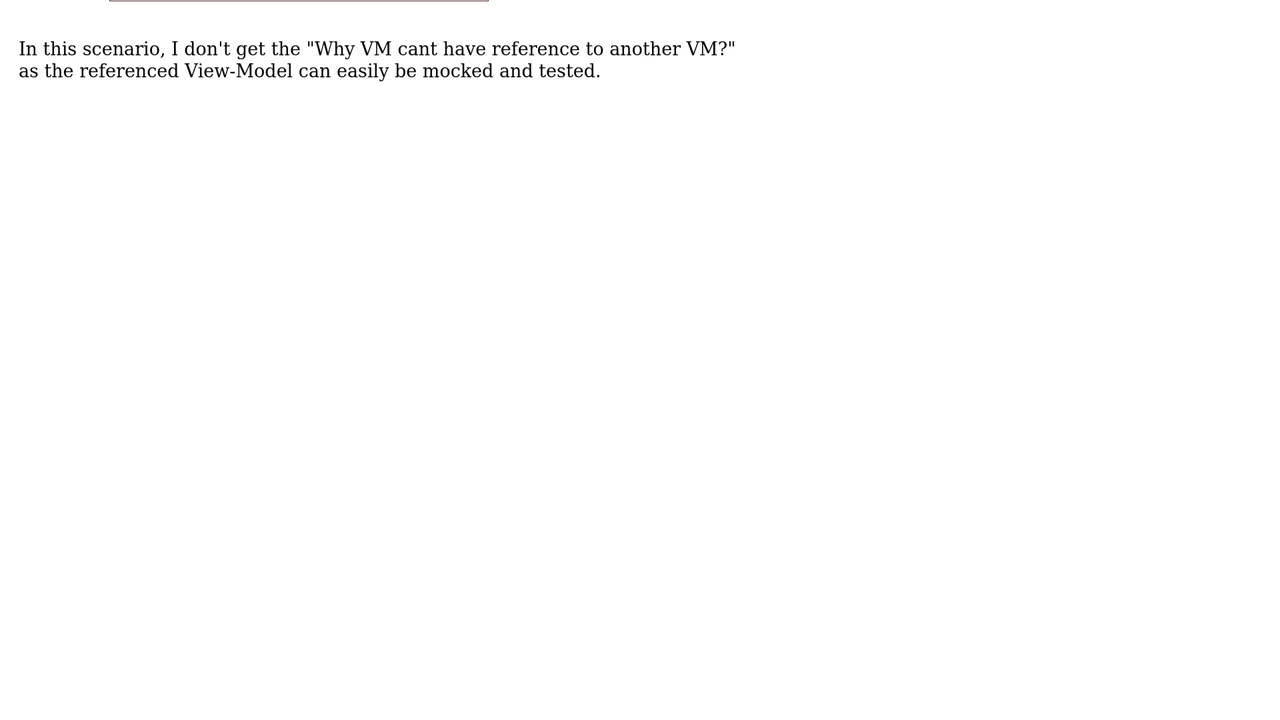 In this scenario, I don't get the "Why VM cant have reference to another VM?"
as the referenced View-Model can easily be mocked and tested.